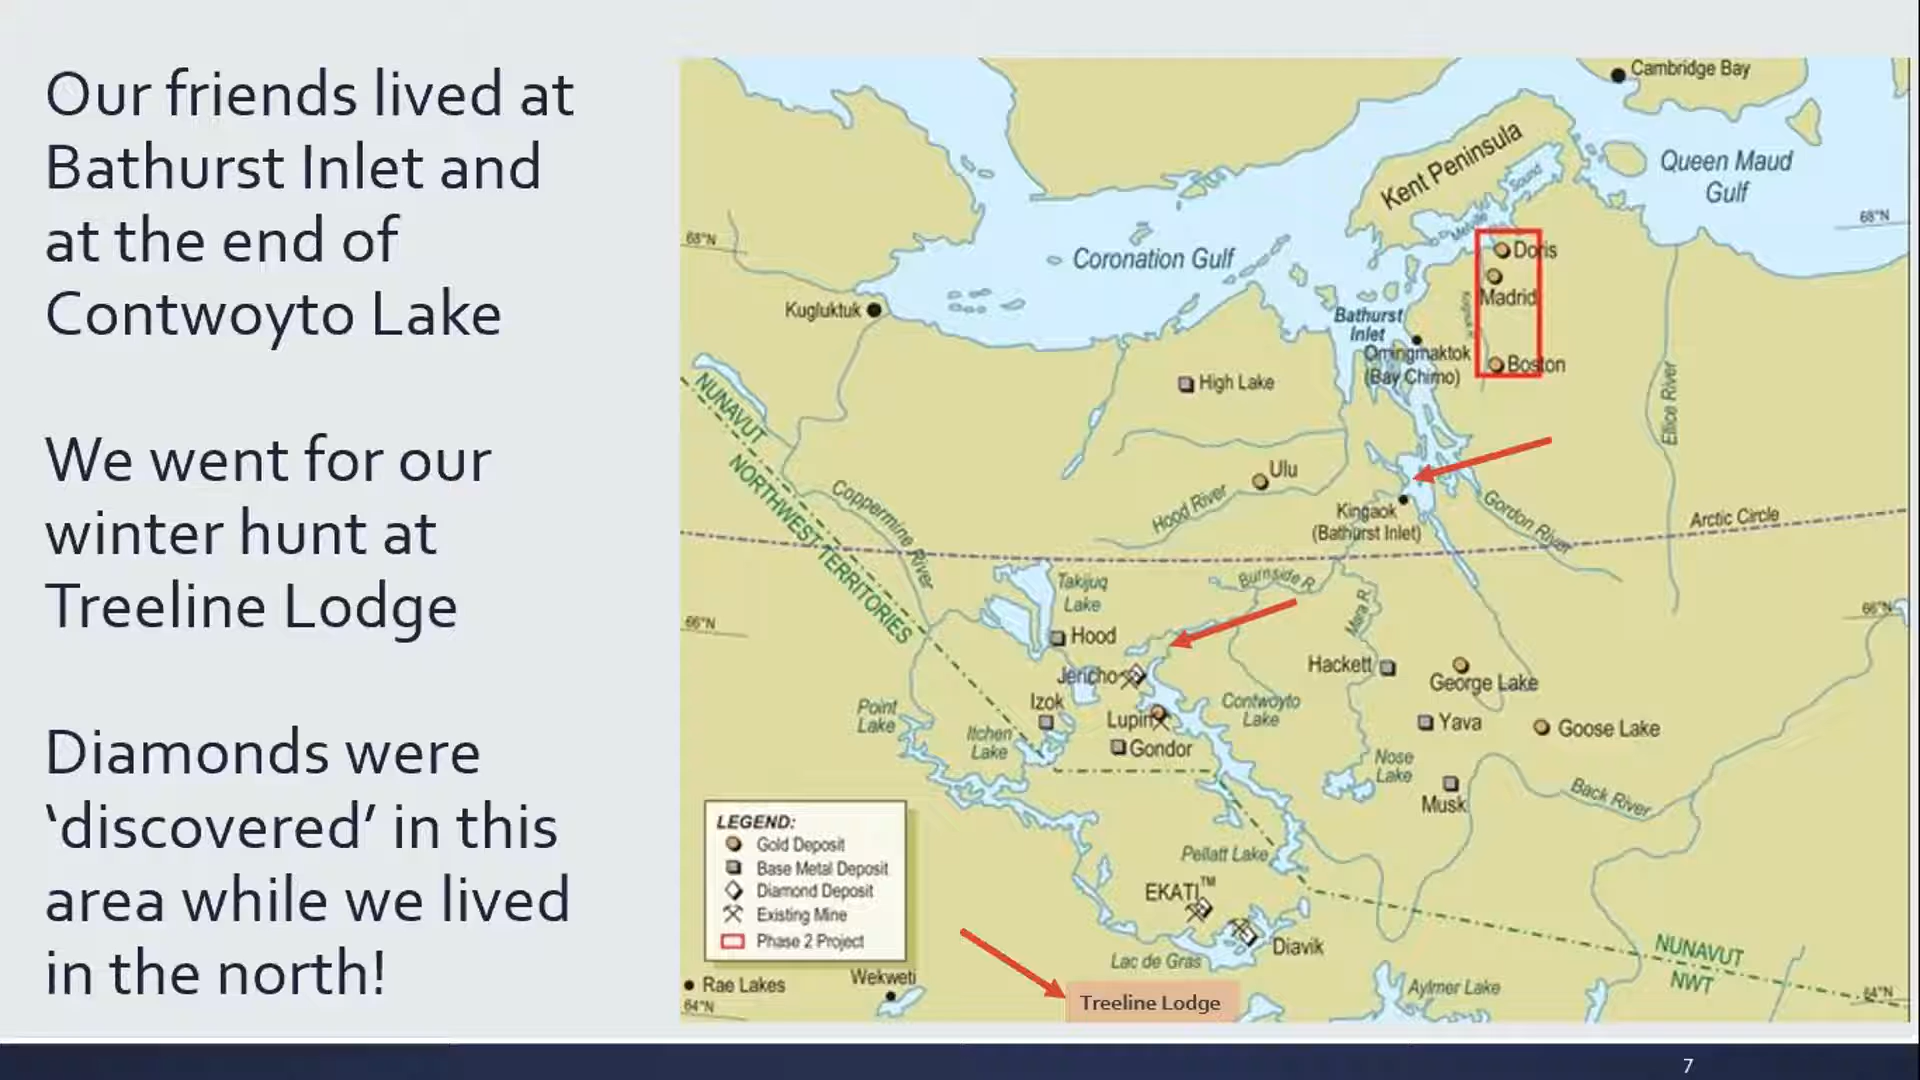 Our friends lived at
Bathurst Inlet and
at the end of
Contwoyto Lake
We went for our
winter hunt at
Treeline Lodge
Diamonds were
‘discovered’ in this
area while we lived
in the north!
Cambridge Bay
Kent Peninsula
Queen Maud
Gulf
Melville Sound
68°N
68°N
Coronation Gulf
Doris
Madrid
Boston
Kugluktuk
Bathurst
Inlet
Omingmaktok
(Bay Chimo)
High Lake
Ellice River
NUNAVUT
NORTHWEST TERRITORIES
Coppermine River
Ulu
Hood River
Kingaok
(Bathurst Inlet)
Gordon River
Arctic Circle
Takijuq
Lake
Burnside R.
Mara R.
66°N
66°N
Hood
Jericho
Hackett
George Lake
Izok
Point
Lake
Lupin
Contwoyto
Lake
Yava
Goose Lake
Itchen
Lake
Gondor
Nose
Lake
Musk
Back River
LEGEND:
Gold Deposit
Base Metal Deposit
Diamond Deposit
Existing Mine
Phase 2 Project
Pellatt Lake
EKATI™
Diavik
Lac de Gras
NUNAVUT
NWT
Rae Lakes
Wekweti
Aylmer Lake
64°N
64°N
Treeline Lodge
7